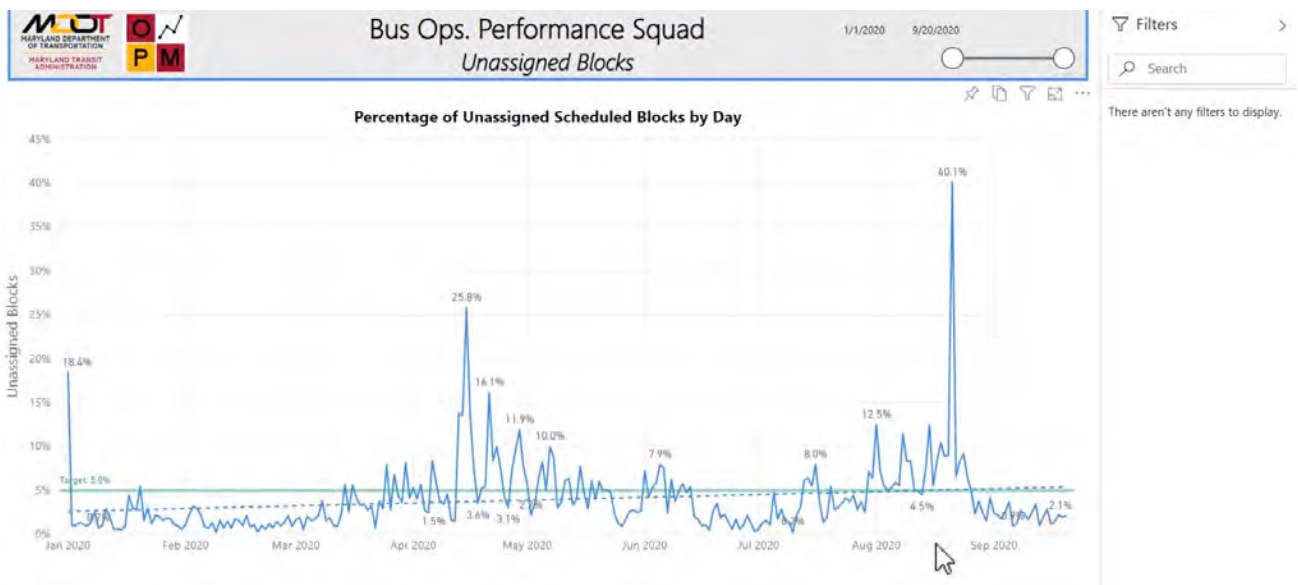 MDOT
MARYLAND DEPARTMENT
OF TRANSPORTATION
MARYLAND TRANSIT
ADMINISTRATION
O
P M
Bus Ops. Performance Squad
Unassigned Blocks
1/1/2020 9/20/2020
Filters
Search
There aren't any filters to display.
Percentage of Unassigned Scheduled Blocks by Day
Unassigned Blocks
45%
40%
35%
30%
25%
20%
15%
10%
5%
0%
40.1%
25.8%
18.4%
16.1%
12.5%
11.9%
10.0%
7.9%
8.0%
Target: 5.0%
1.5%
3.6%
3.1%
4.5%
2.1%
Jan 2020 Feb 2020 Mar 2020 Apr 2020 May 2020 Jun 2020 Jul 2020 Aug 2020 Sep 2020